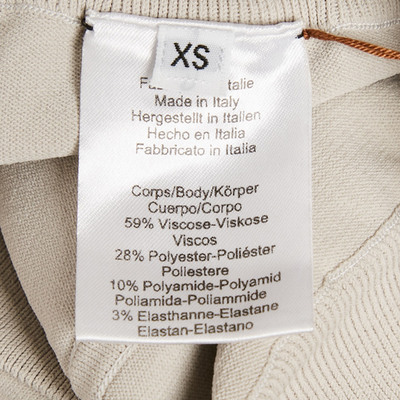 XS
Italie
Made in Italy
Hergestellt in Italien
Hecho en Italia
Fabbricato in Italia
Corps/Body/Körper
Cuerpo/Corpo
59% Viscose-Viskose
Viscos
28% Polyester-Poliéster
Poliestere
10% Polyamide-Polyamid
Poliamida-Poliammide
3% Elasthanne-Elastane
Elastan-Elastano